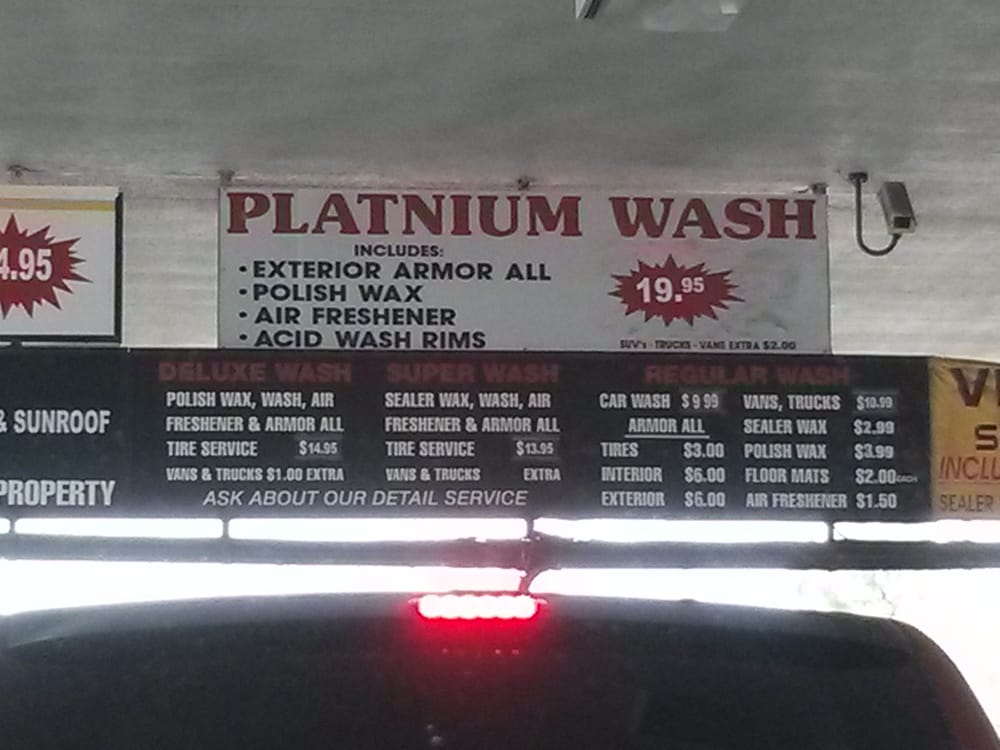 4.95
PLATNIUM WASH
INCLUDES:
• EXTERIOR ARMOR ALL
• POLISH WAX
• AIR FRESHENER
• ACID WASH RIMS
19.95
SUV's - TRUCKS - VANS EXTRA $2.00
& SUNROOF
PROPERTY
DELUXE WASH
POLISH WAX, WASH, AIR
FRESHENER & ARMOR ALL
TIRE SERVICE $14.95
VANS & TRUCKS $1.00 EXTRA
SUPER WASH
SEALER WAX, WASH, AIR
FRESHENER & ARMOR ALL
TIRE SERVICE $13.95
VANS & TRUCKS EXTRA
ASK ABOUT OUR DETAIL SERVICE
REGULAR WASH
CAR WASH $9 99
ARMOR ALL
TIRES $3.00
INTERIOR $6.00
EXTERIOR $6.00
VANS, TRUCKS $10.99
SEALER WAX $2.99
POLISH WAX $3.99
FLOOR MATS $2.00 EACH
AIR FRESHENER $1.50
V
S
INCLU
SEALER